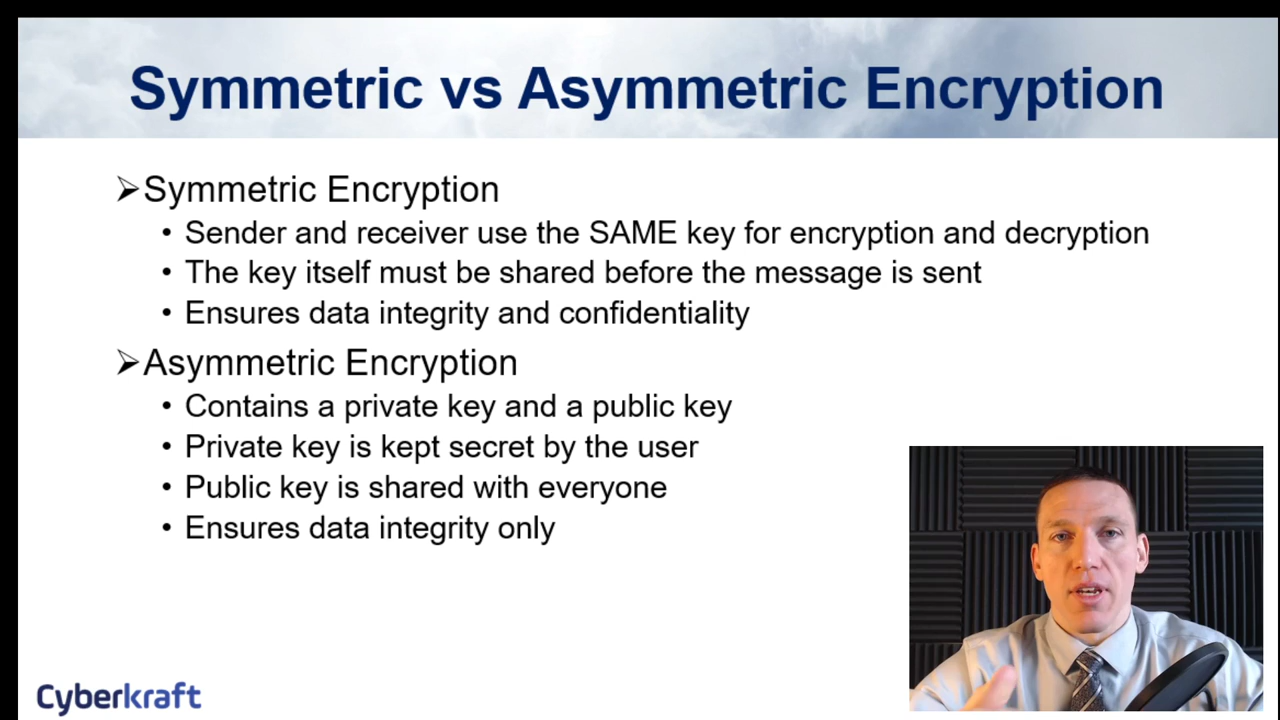 Symmetric vs Asymmetric Encryption
➢Symmetric Encryption
• Sender and receiver use the SAME key for encryption and decryption
• The key itself must be shared before the message is sent
• Ensures data integrity and confidentiality
➢Asymmetric Encryption
• Contains a private key and a public key
• Private key is kept secret by the user
• Public key is shared with everyone
• Ensures data integrity only
Cyberkraft